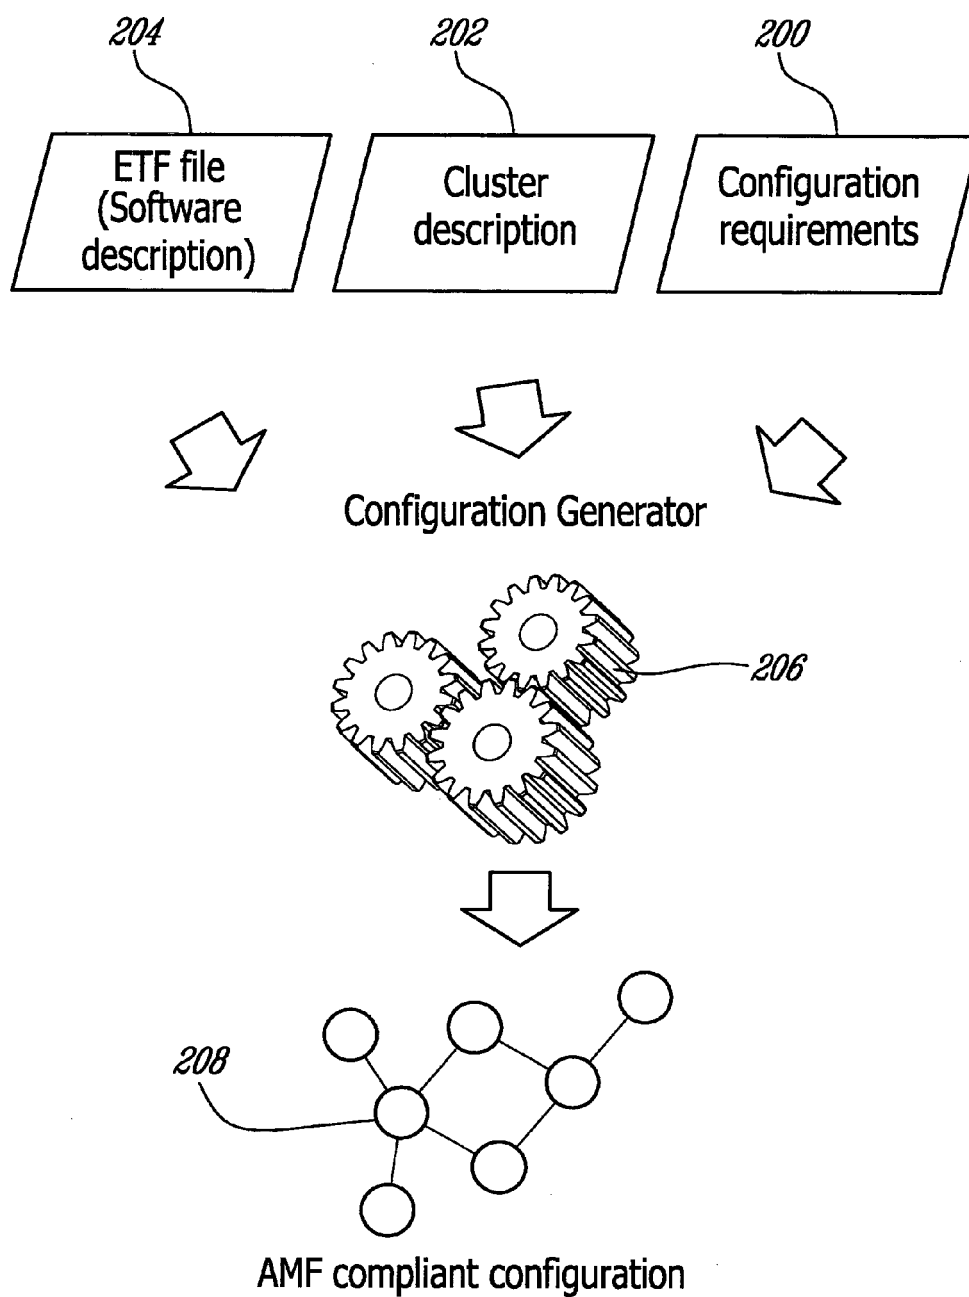 204
202
200
ETF file
(Software
description)
Cluster
description
Configuration
requirements
Configuration Generator
206
208
AMF compliant configuration